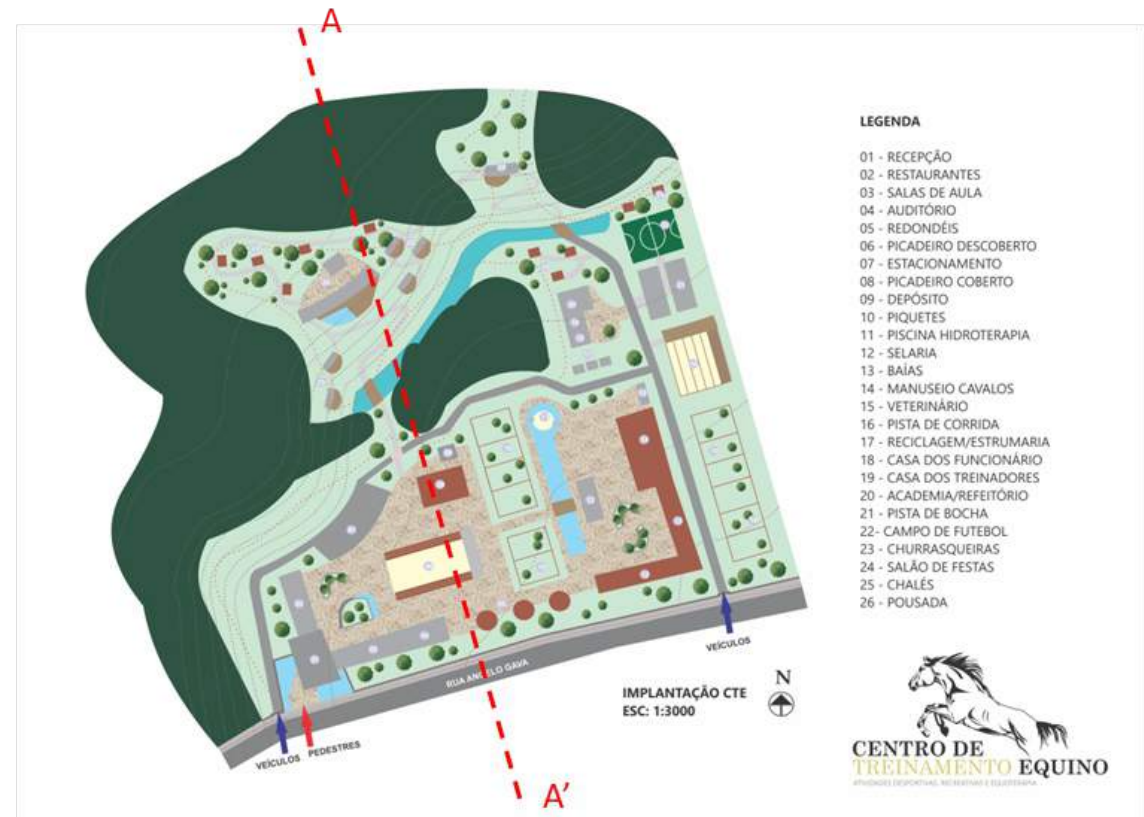 A
LEGENDA
01 - RECEPÇÃO
02 - RESTAURANTES
03 - SALAS DE AULA
04 - AUDITÓRIO
05 - REDONDÉIS
06 - PICADEIRO DESCOBERTO
07 - ESTACIONAMENTO
08 - PICADEIRO COBERTO
09 - DEPÓSITO
10 - PIQUETES
11 - PISCINA HIDROTERAPIA
12 - SELARIA
13 - BAÍAS
14 - MANUSEIO CAVALOS
15 - VETERINÁRIO
16 - PISTA DE CORRIDA
17 - RECICLAGEM/ESTRUMARIA
18 - CASA DOS FUNCIONÁRIO
19 - CASA DOS TREINADORES
20 - ACADEMIA/REFEITÓRIO
21 - PISTA DE BOCHA
22- CAMPO DE FUTEBOL
23 - CHURRASQUEIRAS
24 - SALÃO DE FESTAS
25 - CHALÉS
26 - POUSADA
VEÍCULOS
RUA ANGELO GAVA
VEÍCULOS
PEDESTRES
A'
IMPLANTAÇÃO CTE
ESC: 1:3000
N
CENTRO DE
TREINAMENTO EQUINO
ATIVIDADES DESPORTIVAS, RECREATIVAS E EQUOTERAPIA